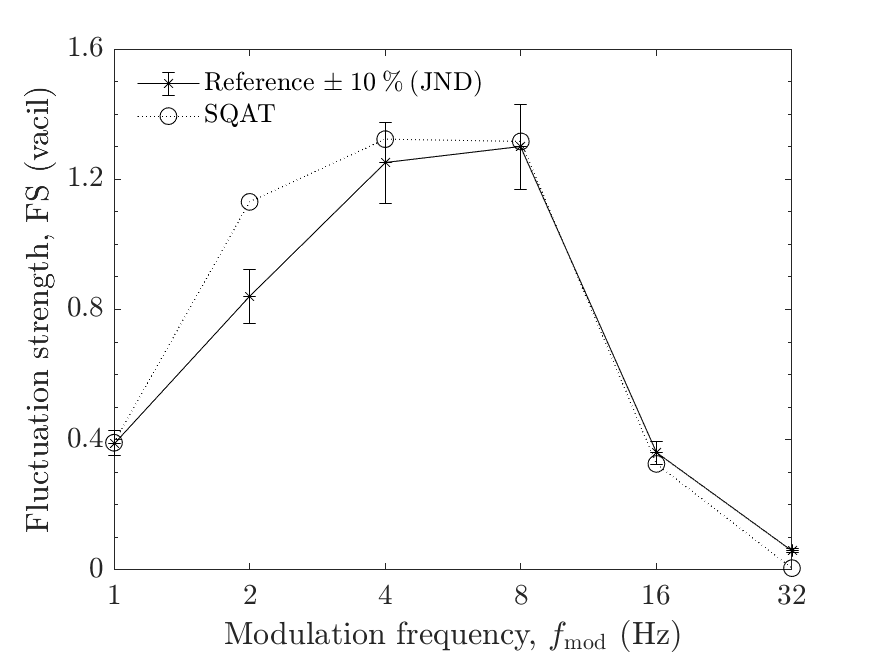 Reference ± 10 % (JND)
SQAT
Fluctuation strength, FS (vacil)
1.6
1.2
0.8
0.4
0
1 2 4 8 16 32
Modulation frequency, fmod (Hz)